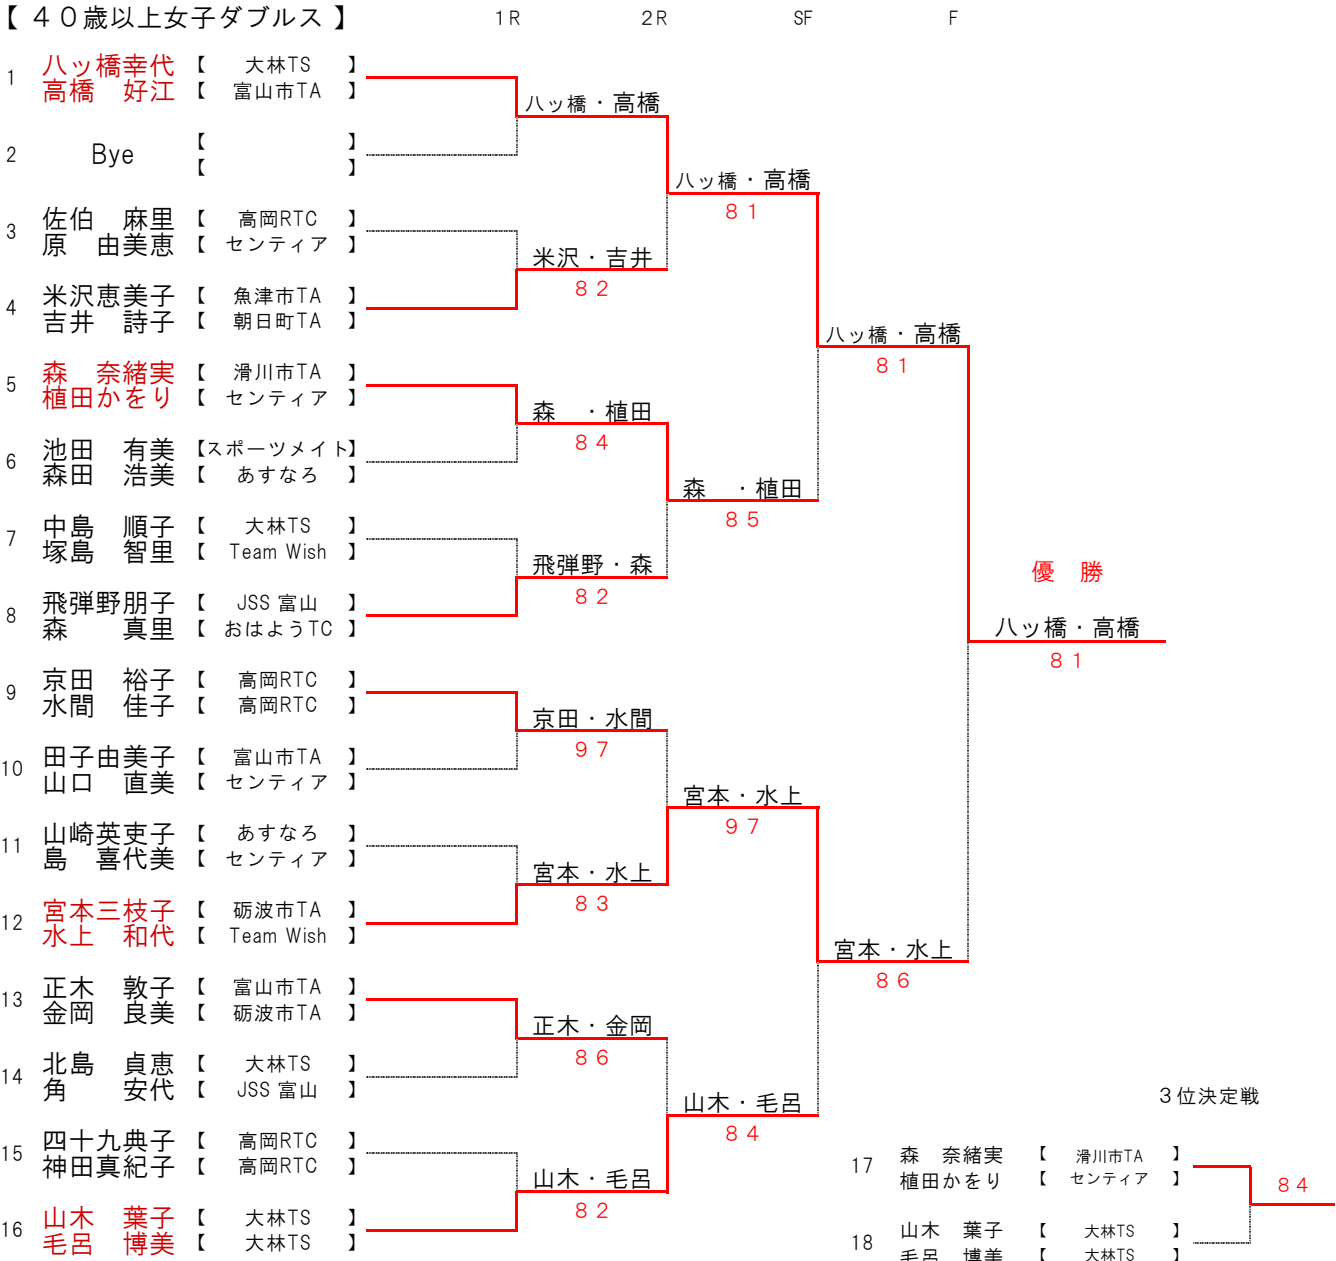 【 ４０歳以上女子ダブルス 】 1R 2R SF F
1 八ッ橋幸代 【 大林TS 】
高橋　好江 【 富山市TA 】
八ッ橋・高橋
2 Bye 【 】
【 】
八ッ橋・高橋
81
3 佐伯　麻里 【 高岡RTC 】
原　由美恵 【 センティア 】
米沢・吉井
82
4 米沢恵美子 【 魚津市TA 】
吉井　詩子 【 朝日町TA 】
八ッ橋・高橋
81
5 森　奈緒実 【 滑川市TA 】
植田かをり 【 センティア 】
森　・植田
84
6 池田　有美 【スポーツメイト】
森田　浩美 【 あすなろ 】
森　・植田
85
7 中島　順子 【 大林TS 】
塚島　智里 【 Team Wish 】
飛弾野・森
82
8 飛弾野朋子 【 JSS 富山 】
森　　真里 【 おはようTC 】
優　勝
八ッ橋・高橋
81
9 京田　裕子 【 高岡RTC 】
水間　佳子 【 高岡RTC 】
京田・水間
97
10 田子由美子 【 富山市TA 】
山口　直美 【 センティア 】
宮本・水上
97
11 山崎英吏子 【 あすなろ 】
島　喜代美 【 センティア 】
宮本・水上
83
12 宮本三枝子 【 砺波市TA 】
水上　和代 【 Team Wish 】
宮本・水上
86
13 正木　敦子 【 富山市TA 】
金岡　良美 【 砺波市TA 】
正木・金岡
86
14 北島　貞恵 【 大林TS 】
角　　安代 【 JSS 富山 】
山木・毛呂
84
15 四十九典子 【 高岡RTC 】
神田真紀子 【 高岡RTC 】
山木・毛呂
82
16 山木　葉子 【 大林TS 】
毛呂　博美 【 大林TS 】
３位決定戦
17 森　奈緒実 【 滑川市TA 】
植田かをり 【 センティア 】
84
18 山木　葉子 【 大林TS 】
毛呂　博美 【 大林TS 】